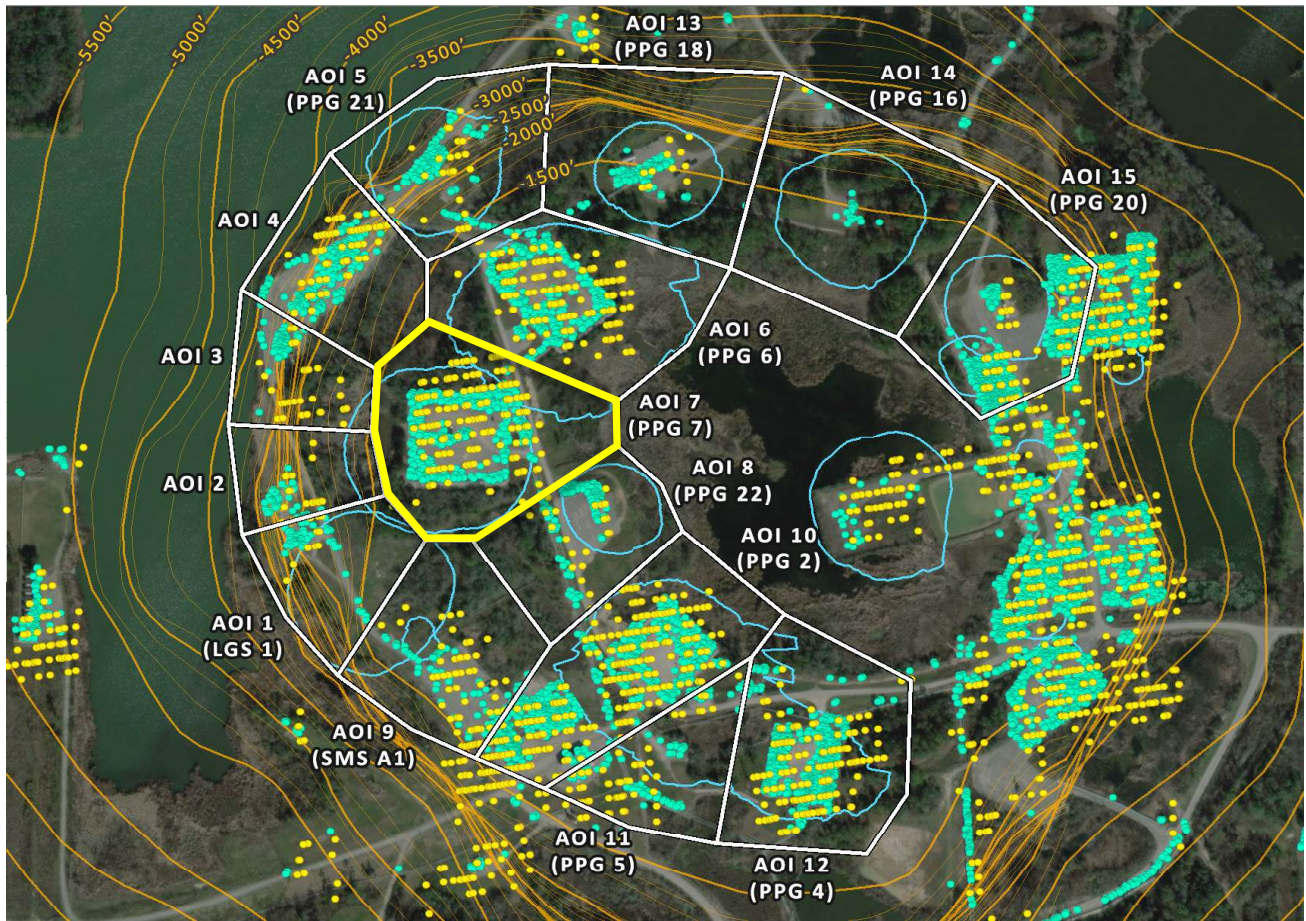 -5500'
-5000'
-4500'
-4000'
-3500'
-3000'
-2500'
-2000'
-1500'
AOI 13
(PPG 18)
AOI 14
(PPG 16)
AOI 5
(PPG 21)
AOI 15
(PPG 20)
AOI 4
AOI 3
AOI 6
(PPG 6)
AOI 7
(PPG 7)
AOI 2
AOI 8
(PPG 22)
AOI 10
(PPG 2)
AOI 1
(LGS 1)
AOI 9
(SMS A1)
AOI 11
(PPG 5)
AOI 12
(PPG 4)